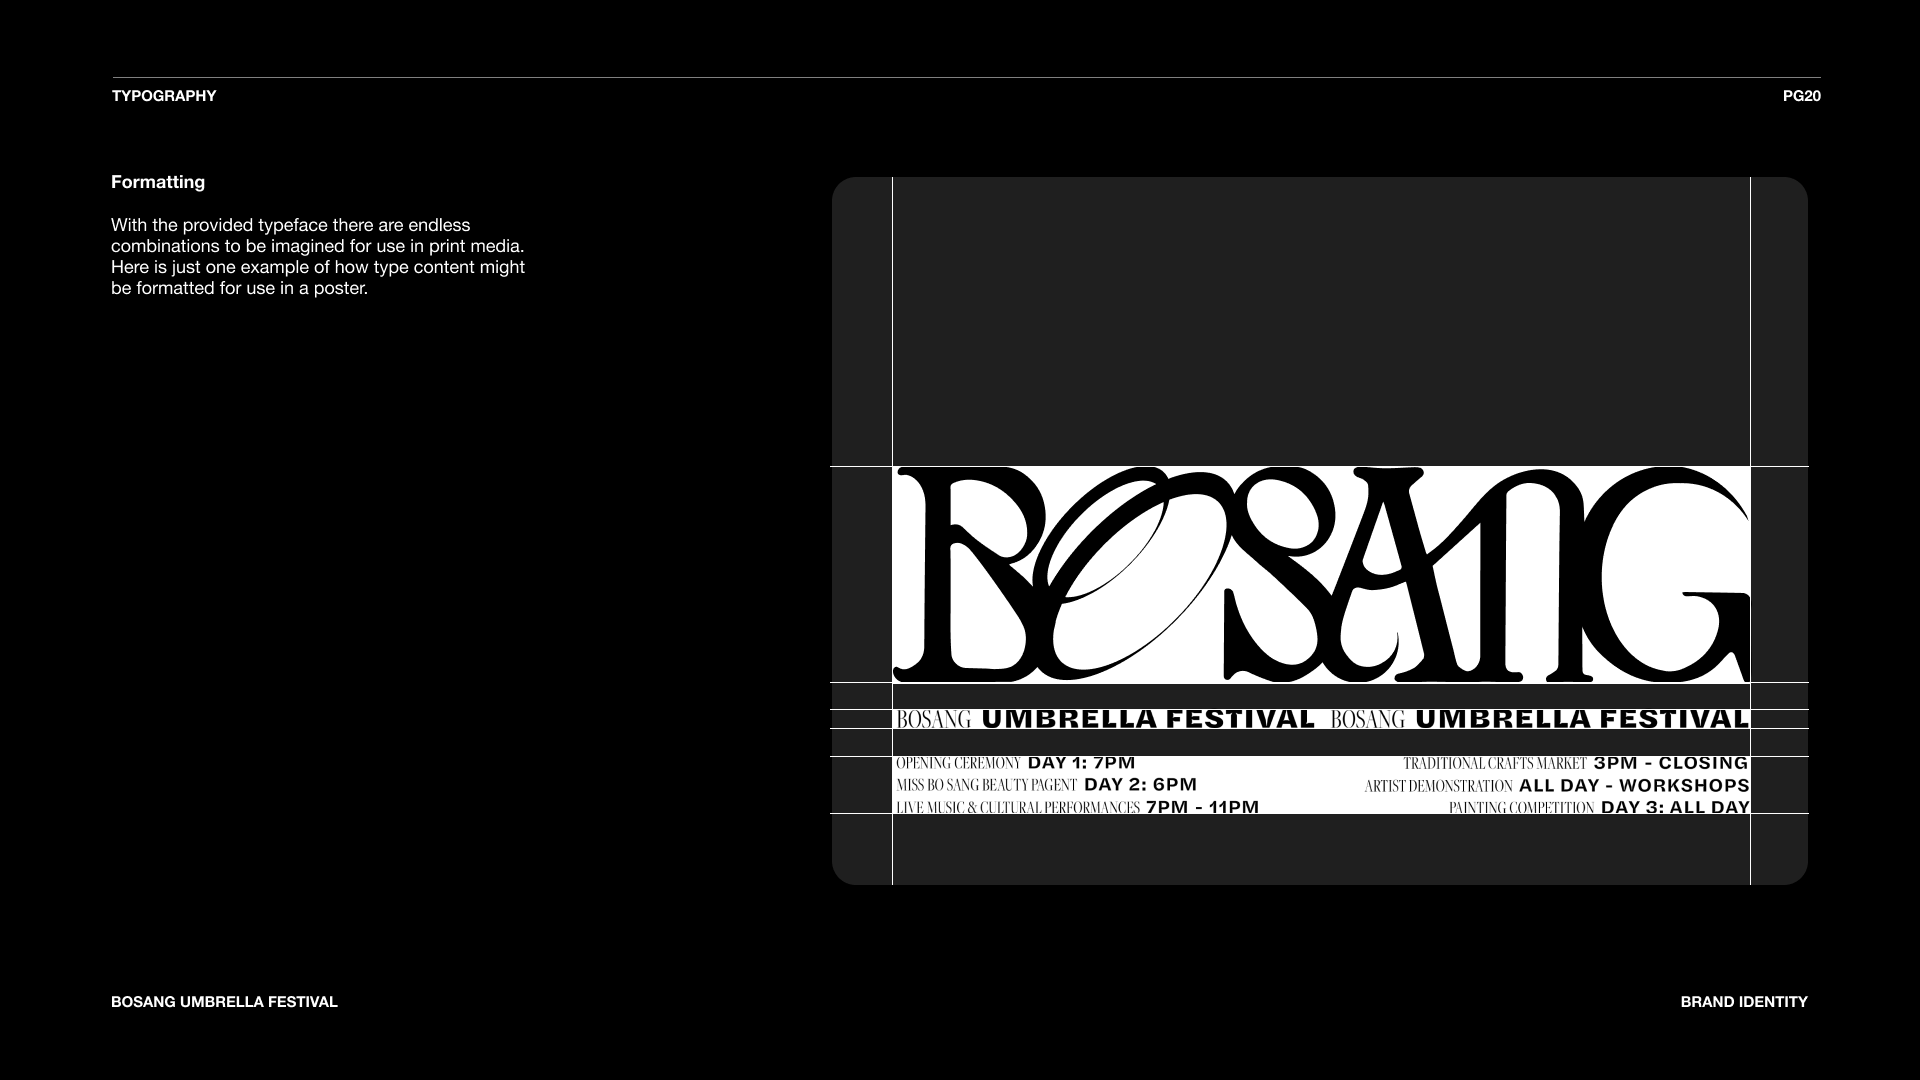 TYPOGRAPHY
PG20
Formatting
With the provided typeface there are endless
combinations to be imagined for use in print media.
Here is just one example of how type content might
be formatted for use in a poster.
BOSANG
BOSANG UMBRELLA FESTIVAL BOSANG UMBRELLA FESTIVAL
OPENING CEREMONY DAY 1: 7PM
MISS BO SANG BEAUTY PAGENT DAY 2: 6PM
LIVE MUSIC & CULTURAL PERFORMANCES 7PM - 11PM
TRADITIONAL CRAFTS MARKET 3PM - CLOSING
ARTIST DEMONSTRATION ALL DAY - WORKSHOPS
PAINTING COMPETITION DAY 3: ALL DAY
BOSANG UMBRELLA FESTIVAL
BRAND IDENTITY